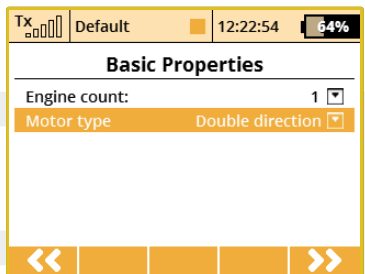 Tx Default 12:22:54 64%
Basic Properties
Engine count: 1
Motor type Double direction